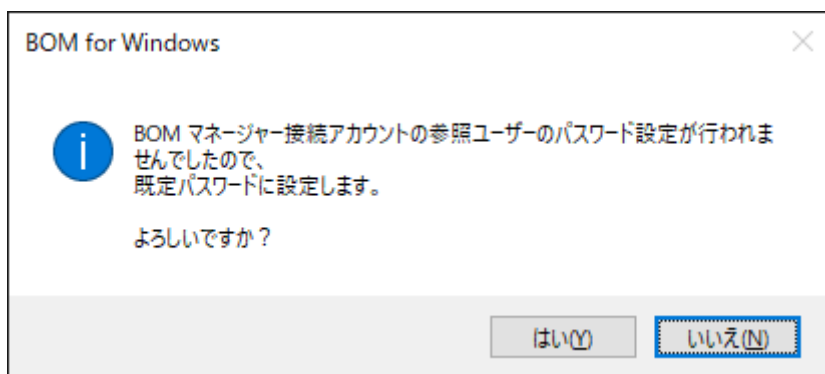 BOM for Windows
BOM マネージャー接続アカウントの参照ユーザーのパスワード設定が行われま
せんでしたので、
既定パスワードに設定します。
よろしいですか？
はい(Y)
いいえ(N)